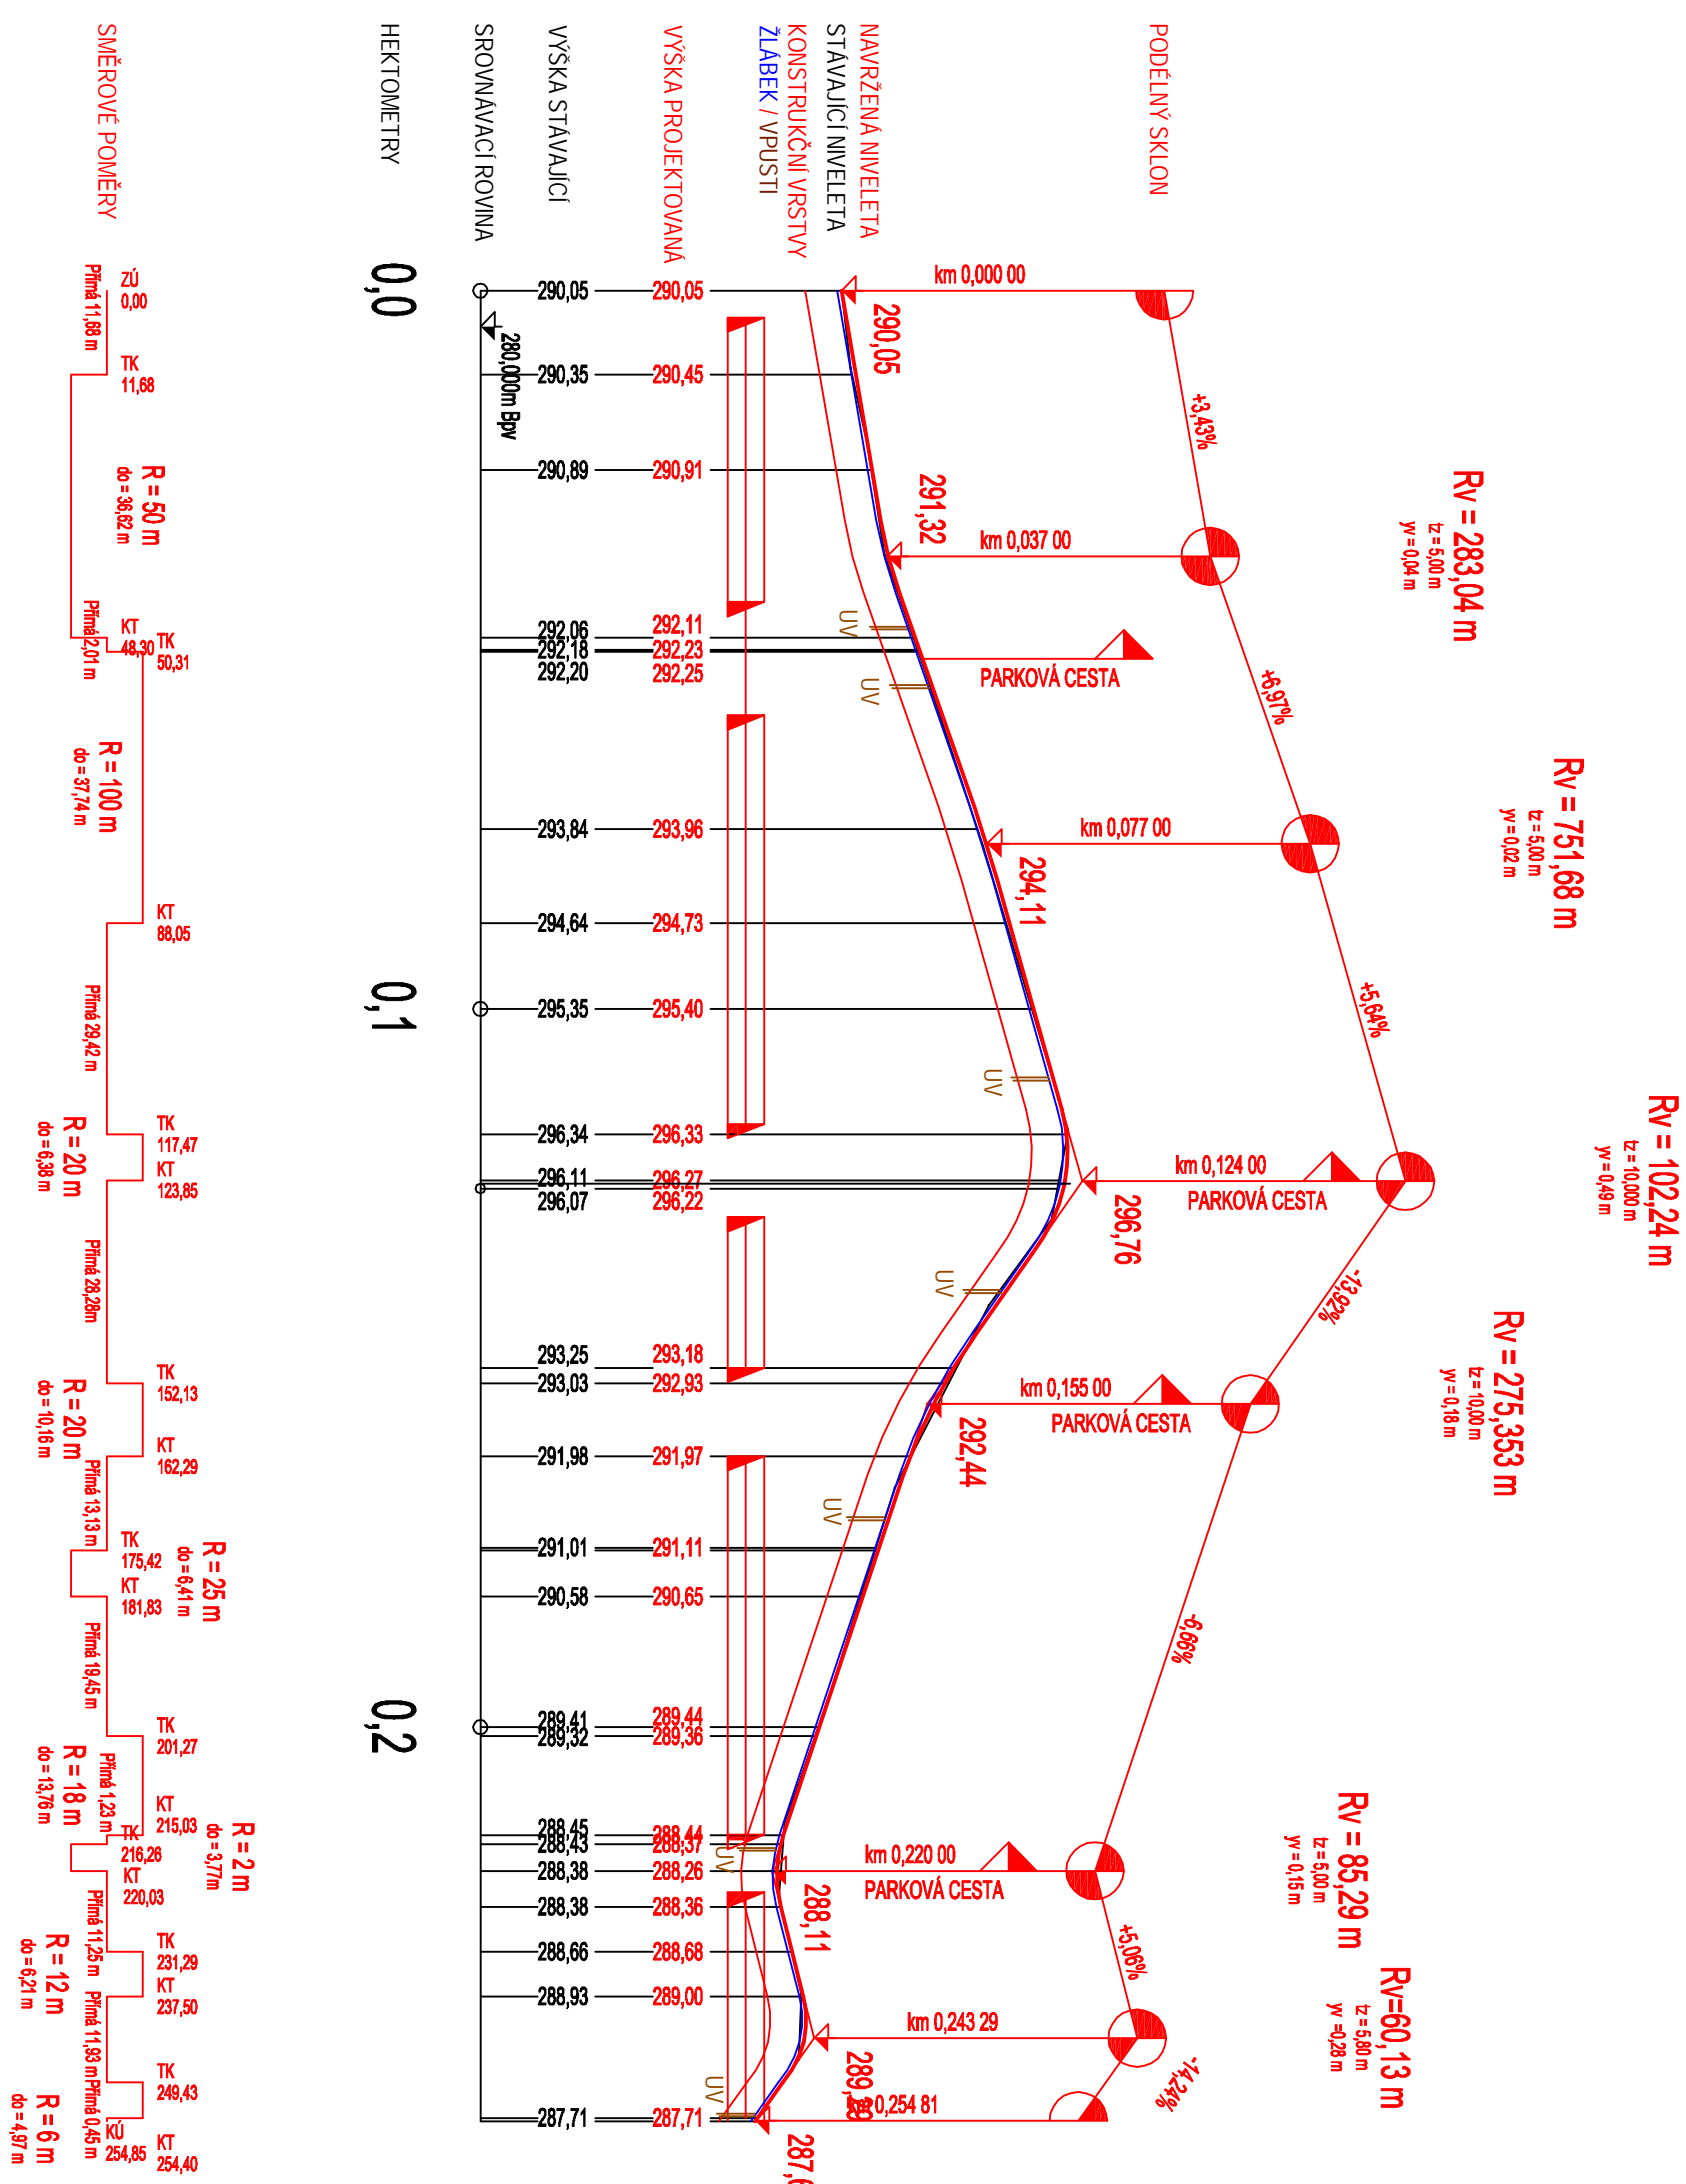 PODÉLNÝ SKLON
NAVRŽENÁ NIVELETA
STÁVAJÍCÍ NIVELETA
KONSTRUKČNÍ VRSTVY
ŽLÁBEK / VPUSTI
VÝŠKA PROJEKTOVANÁ
VÝŠKA STÁVAJÍCÍ
SROVNÁVACÍ ROVINA
HEKTOMETRY
SMĚROVÉ POMĚRY
Rv = 283,04 m
tz = 5,00 m
yv = 0,04 m
Rv = 751,68 m
tz = 5,00 m
yv = 0,02 m
Rv = 102,24 m
tz = 10,000 m
yv = 0,49 m
Rv = 275,353 m
tz = 10,00 m
yv = 0,18 m
Rv = 85,29 m
tz = 5,00 m
yv = 0,15 m
Rv=60,13 m
tz = 5,80 m
yv =0,28 m
+3,43%
+6,97%
+5,64%
-13,92%
-6,66%
+5,06%
-14,24%
km 0,000 00
km 0,037 00
PARKOVÁ CESTA
km 0,077 00
km 0,124 00
PARKOVÁ CESTA
km 0,155 00
PARKOVÁ CESTA
km 0,220 00
PARKOVÁ CESTA
km 0,243 29
0,254 81
290,05
291,32
294,11
296,76
292,44
288,11
UV
UV
UV
UV
UV
UV
UV
290,05
290,45
290,91
292,11
292,23
292,25
293,96
294,73
295,40
296,33
296,27
296,22
293,18
292,93
291,97
291,11
290,65
289,44
289,36
288,44
288,37
288,26
288,36
288,68
289,00
287,71
290,05
290,35
290,89
292,06
292,18
292,20
293,84
294,64
295,35
296,34
296,11
296,07
293,25
293,03
291,98
291,01
290,58
289,41
289,32
288,45
288,43
288,38
288,38
288,66
288,93
287,71
280,000m Bpv
0,0
0,1
0,2
ZÚ
0,00
Přímá 11,68 m
TK
11,68
R = 50 m
do = 36,62 m
KT
48,30
Přímá 2,01 m
TK
50,31
R = 100 m
do = 37,74 m
KT
88,05
Přímá 29,42 m
TK
117,47
R = 20 m
do = 6,38 m
KT
123,85
Přímá 28,28m
TK
152,13
R = 20 m
do = 10,16 m
KT
162,29
Přímá 13,13 m
TK
175,42
R = 25 m
do = 6,41 m
KT
181,83
Přímá 19,45 m
TK
201,27
R = 18 m
do = 13,76 m
KT
215,03
Přímá 1,23 m
TK
216,26
R = 2 m
do = 3,77m
KT
220,03
Přímá 11,25 m
TK
231,29
R = 12 m
do = 6,21 m
KT
237,50
Přímá 11,93 m
TK
249,43
R = 6 m
do = 4,97 m
KT
254,40
Přímá 0,45 m
KÚ
254,85